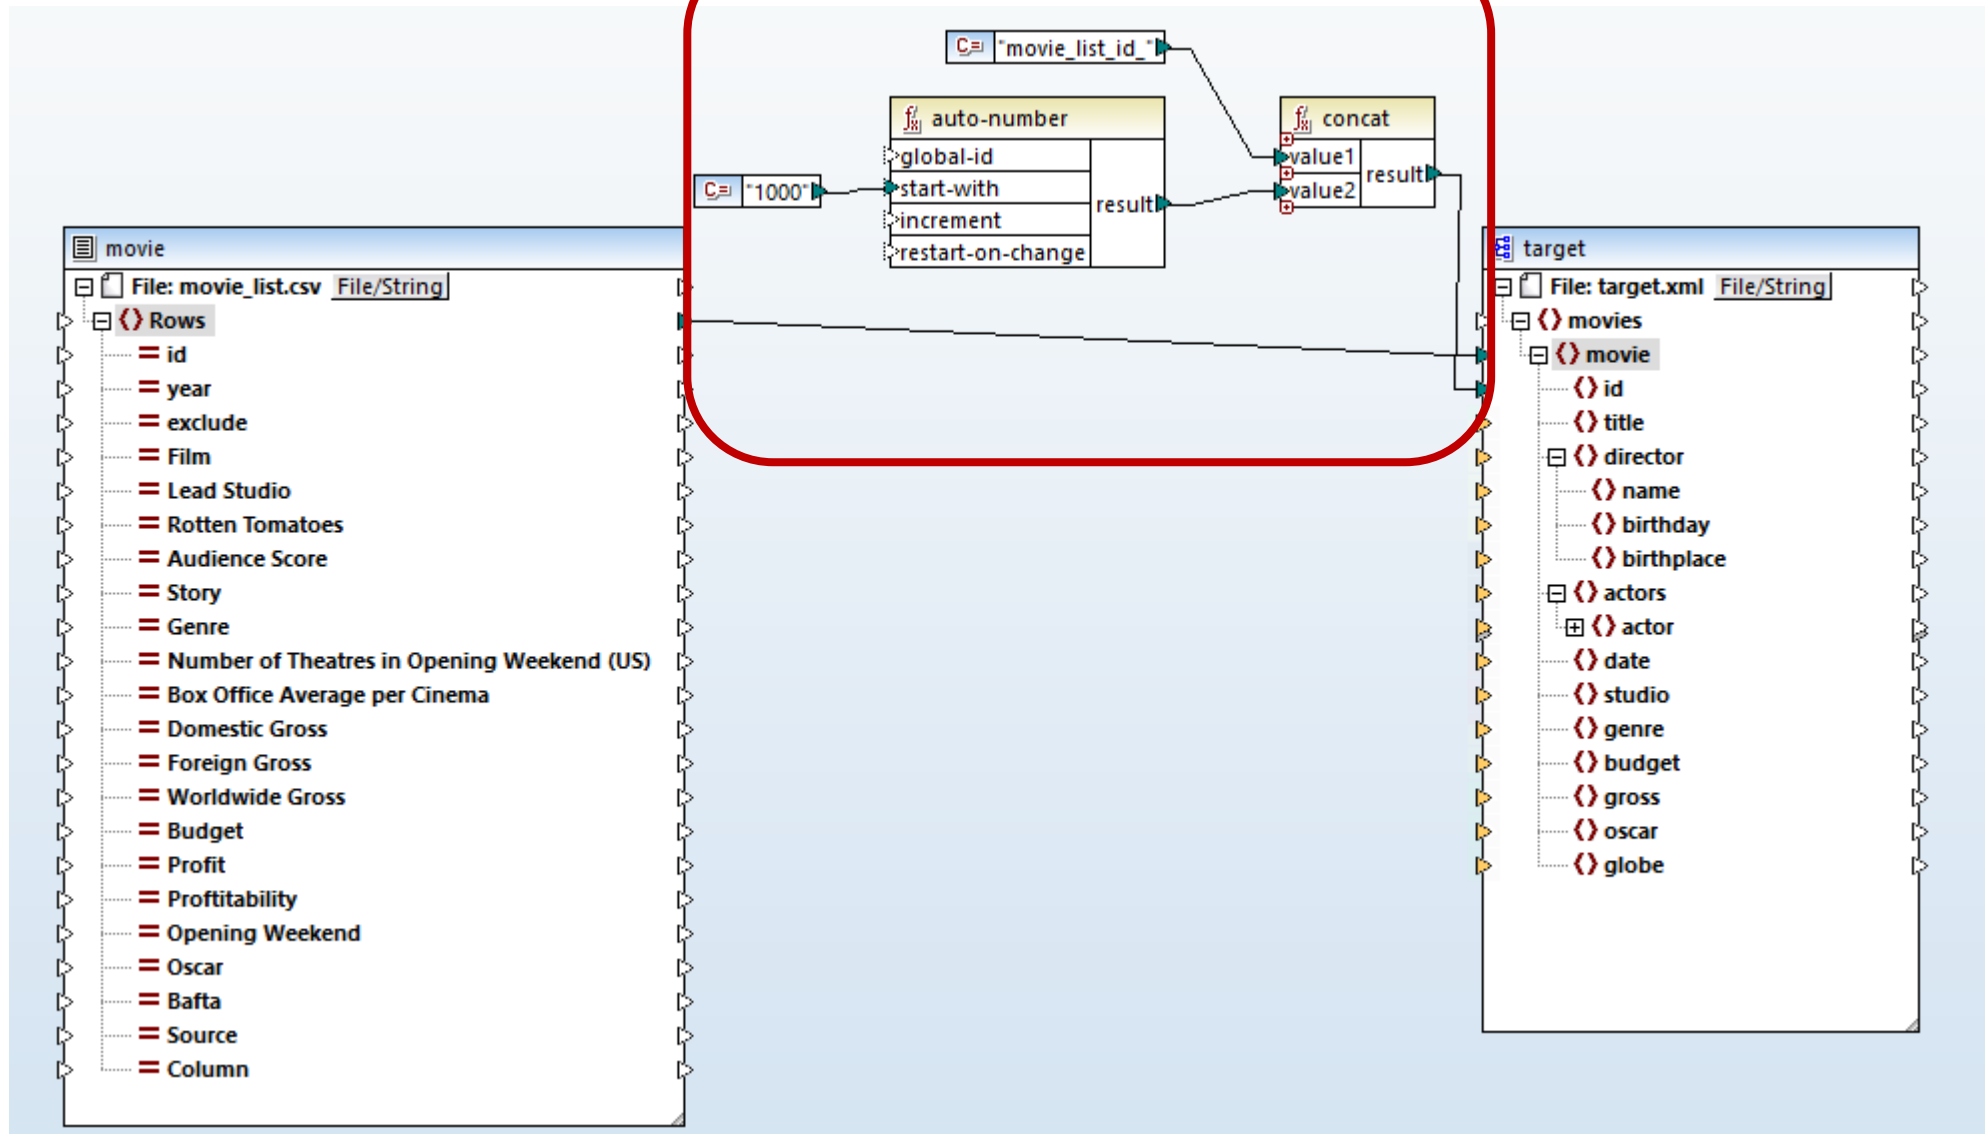 C= "movie_list_id_"
auto-number
global-id
start-with
increment
restart-on-change
result
C= "1000"
concat
value1
value2
result
movie
File: movie_list.csv File/String
Rows
id
year
exclude
Film
Lead Studio
Rotten Tomatoes
Audience Score
Story
Genre
Number of Theatres in Opening Weekend (US)
Box Office Average per Cinema
Domestic Gross
Foreign Gross
Worldwide Gross
Budget
Profit
Proftitability
Opening Weekend
Oscar
Bafta
Source
Column
target
File: target.xml File/String
movies
movie
id
title
director
name
birthday
birthplace
actors
actor
date
studio
genre
budget
gross
oscar
globe